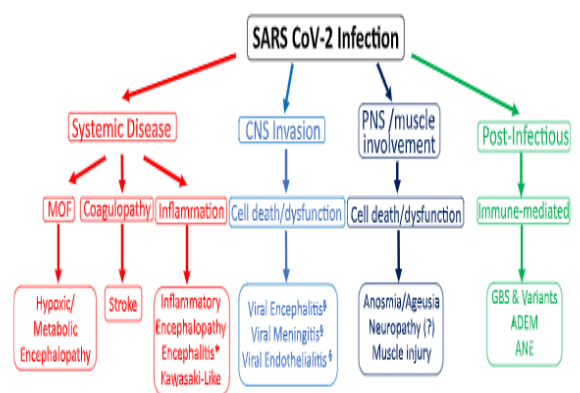 SARS CoV-2 Infection
Systemic Disease
CNS Invasion
PNS /muscle
involvement
Post-Infectious
MOF
Coagulopathy
Inflammation
Cell death/dysfunction
Cell death/dysfunction
Immune-mediated
Hypoxic/
Metabolic
Encephalopathy
Stroke
Inflammatory
Encephalopathy
Encephalitis*
Kawasaki-Like
Viral Encephalitis§
Viral Meningitis§
Viral Endothelialitis §
Anosmia/Ageusia
Neuropathy (?)
Muscle injury
GBS & Variants
ADEM
ANE